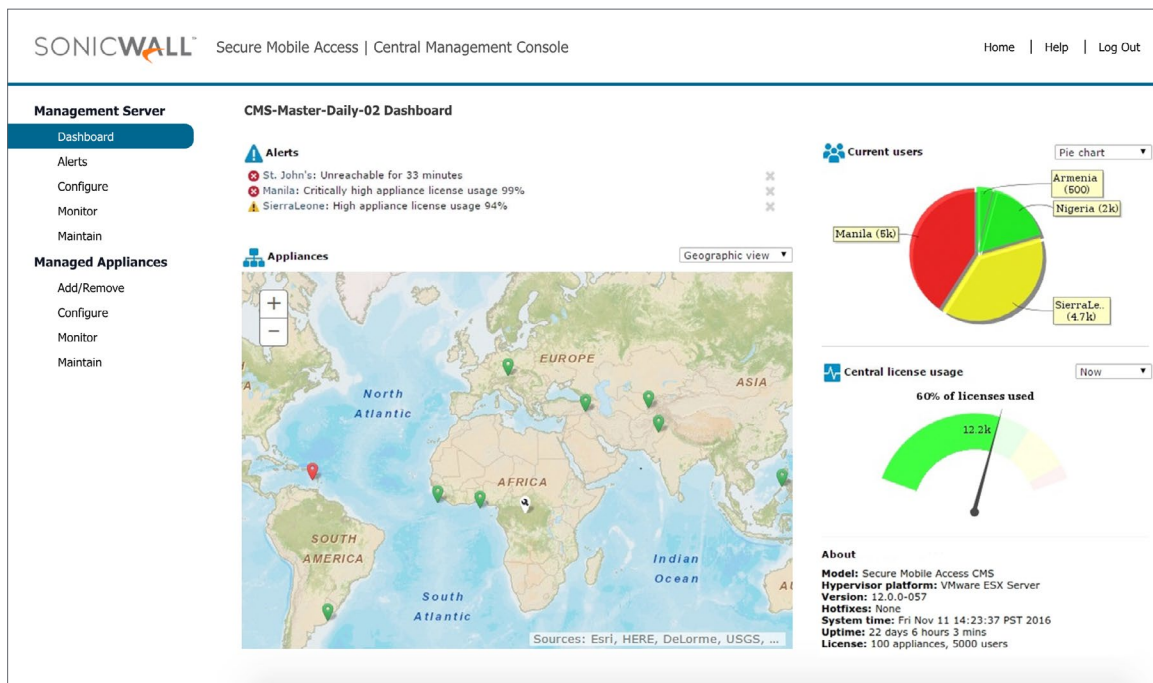 SONICWALL Secure Mobile Access | Central Management Console
Home | Help | Log Out
Management Server
Dashboard
Alerts
Configure
Monitor
Maintain
Managed Appliances
Add/Remove
Configure
Monitor
Maintain
CMS-Master-Daily-02 Dashboard
Alerts
St. John's: Unreachable for 33 minutes
Manila: Critically high appliance license usage 99%
SierraLeone: High appliance license usage 94%
Appliances
Geographic view
+
−
EUROPE
ASIA
North
Atlantic
A
AFRICA
SOUTH
AMERICA
Indian
Ocean
AU
South
Atlantic
Sources: Esri, HERE, DeLorme, USGS, ...
Current users
Pie chart
Armenia
(500)
Nigeria (2k)
Manila (5k)
SierraLe..
(4.7k)
Central license usage
Now
60% of licenses used
12.2k
About
Model: Secure Mobile Access CMS
Hypervisor platform: VMware ESX Server
Version: 12.0.0-057
Hotfixes: None
System time: Fri Nov 11 14:23:37 PST 2016
Uptime: 22 days 6 hours 3 mins
License: 100 appliances, 5000 users